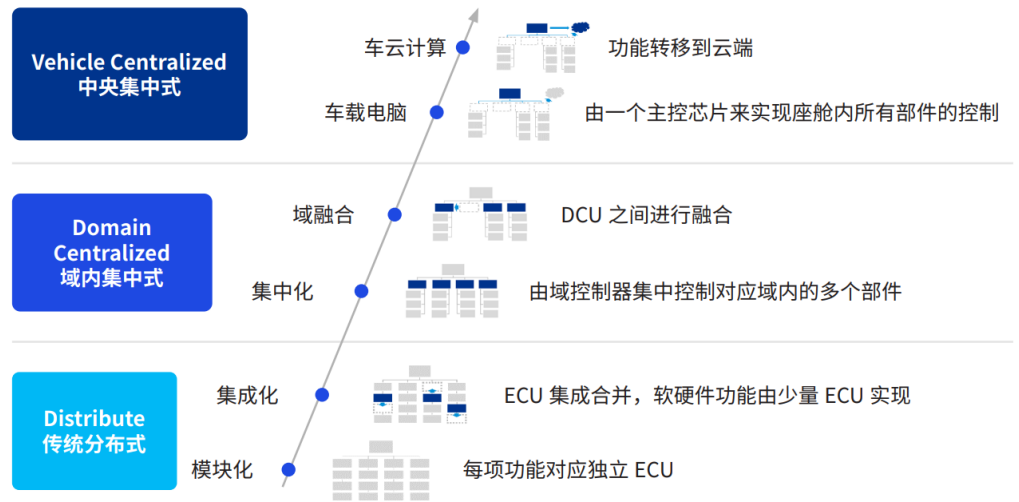 Vehicle Centralized
中央集中式
车云计算
功能转移到云端
车载电脑
由一个主控芯片来实现座舱内所有部件的控制
Domain
Centralized
域内集中式
域融合
DCU 之间进行融合
集中化
由域控制器集中控制对应域内的多个部件
Distribute
传统分布式
集成化
ECU 集成合并，软硬件功能由少量 ECU 实现
模块化
每项功能对应独立 ECU